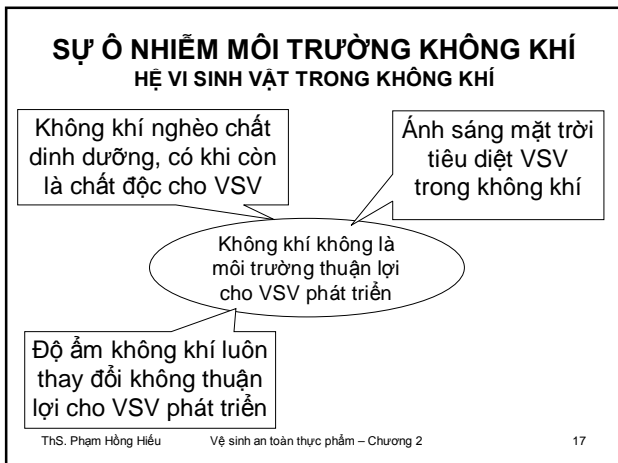 SỰ Ô NHIỄM MÔI TRƯỜNG KHÔNG KHÍ
HỆ VI SINH VẬT TRONG KHÔNG KHÍ
Không khí nghèo chất
dinh dưỡng, có khi còn
là chất độc cho VSV
Ánh sáng mặt trời
tiêu diệt VSV
trong không khí
Không khí không là
môi trường thuận lợi
cho VSV phát triển
Độ ẩm không khí luôn
thay đổi không thuận
lợi cho VSV phát triển
ThS. Phạm Hồng Hiếu Vệ sinh an toàn thực phẩm – Chương 2 17